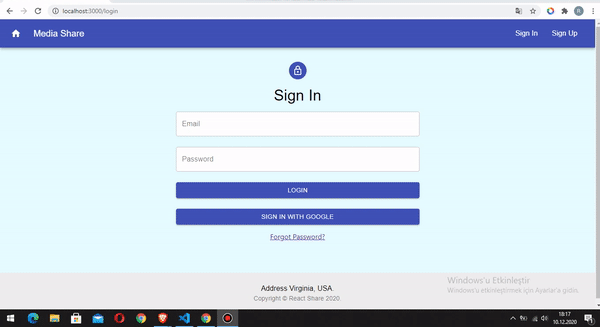 localhost:3000/login
Media Share
Sign In
Sign Up
Sign In
Email
Password
LOGIN
SIGN IN WITH GOOGLE
Forgot Password?
Address Virginia, USA.
Copyright © React Share 2020.
Windows'u Etkinleştir
Windows'u etkinleştirmek için Ayarlar'a gidin.
R
18:17
10.12.2020